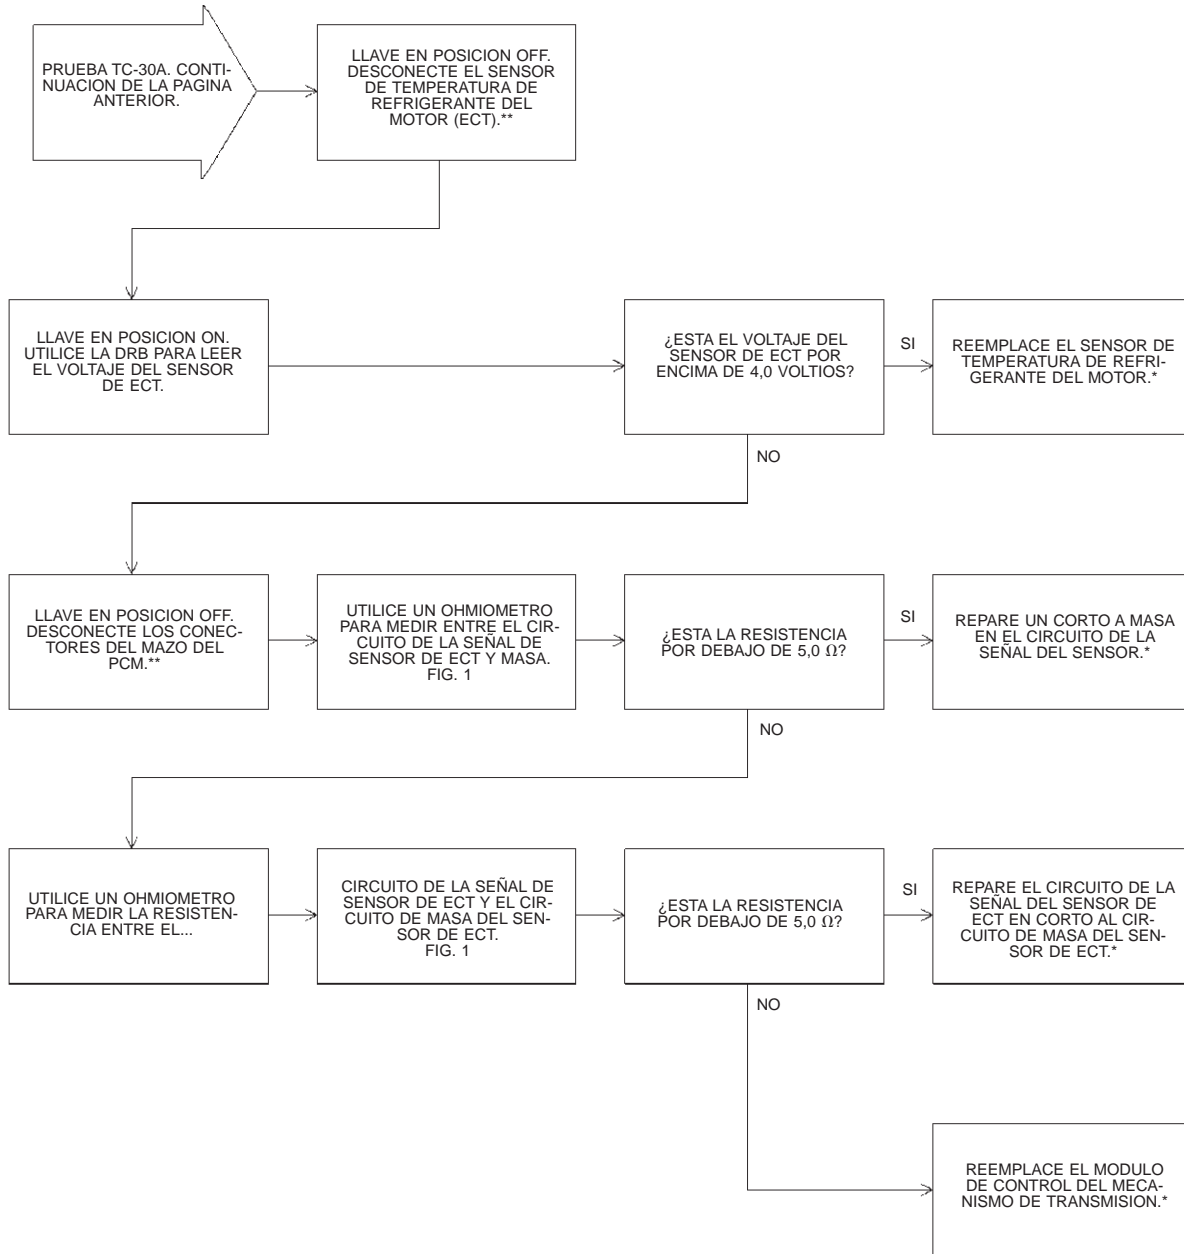 PRUEBA TC-30A. CONTI-
NUACION DE LA PAGINA
ANTERIOR.
LLAVE EN POSICION OFF.
DESCONECTE EL SENSOR
DE TEMPERATURA DE
REFRIGERANTE DEL
MOTOR (ECT).**
LLAVE EN POSICION ON.
UTILICE LA DRB PARA LEER
EL VOLTAJE DEL SENSOR
DE ECT.
¿ESTA EL VOLTAJE DEL
SENSOR DE ECT POR
ENCIMA DE 4,0 VOLTIOS?
SI
REEMPLACE EL SENSOR DE
TEMPERATURA DE REFRI-
GERANTE DEL MOTOR.*
NO
LLAVE EN POSICION OFF.
DESCONECTE LOS CONEC-
TORES DEL MAZO DEL
PCM.**
UTILICE UN OHMIOMETRO
PARA MEDIR ENTRE EL CIR-
CUITO DE LA SEÑAL DE
SENSOR DE ECT Y MASA.
FIG. 1
¿ESTA LA RESISTENCIA
POR DEBAJO DE 5,0 Ω?
SI
REPARE UN CORTO A MASA
EN EL CIRCUITO DE LA
SEÑAL DEL SENSOR.*
NO
UTILICE UN OHMIOMETRO
PARA MEDIR LA RESISTEN-
CIA ENTRE EL...
CIRCUITO DE LA SEÑAL DE
SENSOR DE ECT Y EL CIR-
CUITO DE MASA DEL SEN-
SOR DE ECT.
FIG. 1
¿ESTA LA RESISTENCIA
POR DEBAJO DE 5,0 Ω?
SI
REPARE EL CIRCUITO DE LA
SEÑAL DEL SENSOR DE
ECT EN CORTO AL CIR-
CUITO DE MASA DEL SEN-
SOR DE ECT.*
NO
REEMPLACE EL MODULO
DE CONTROL DEL MECA-
NISMO DE TRANSMISION.*